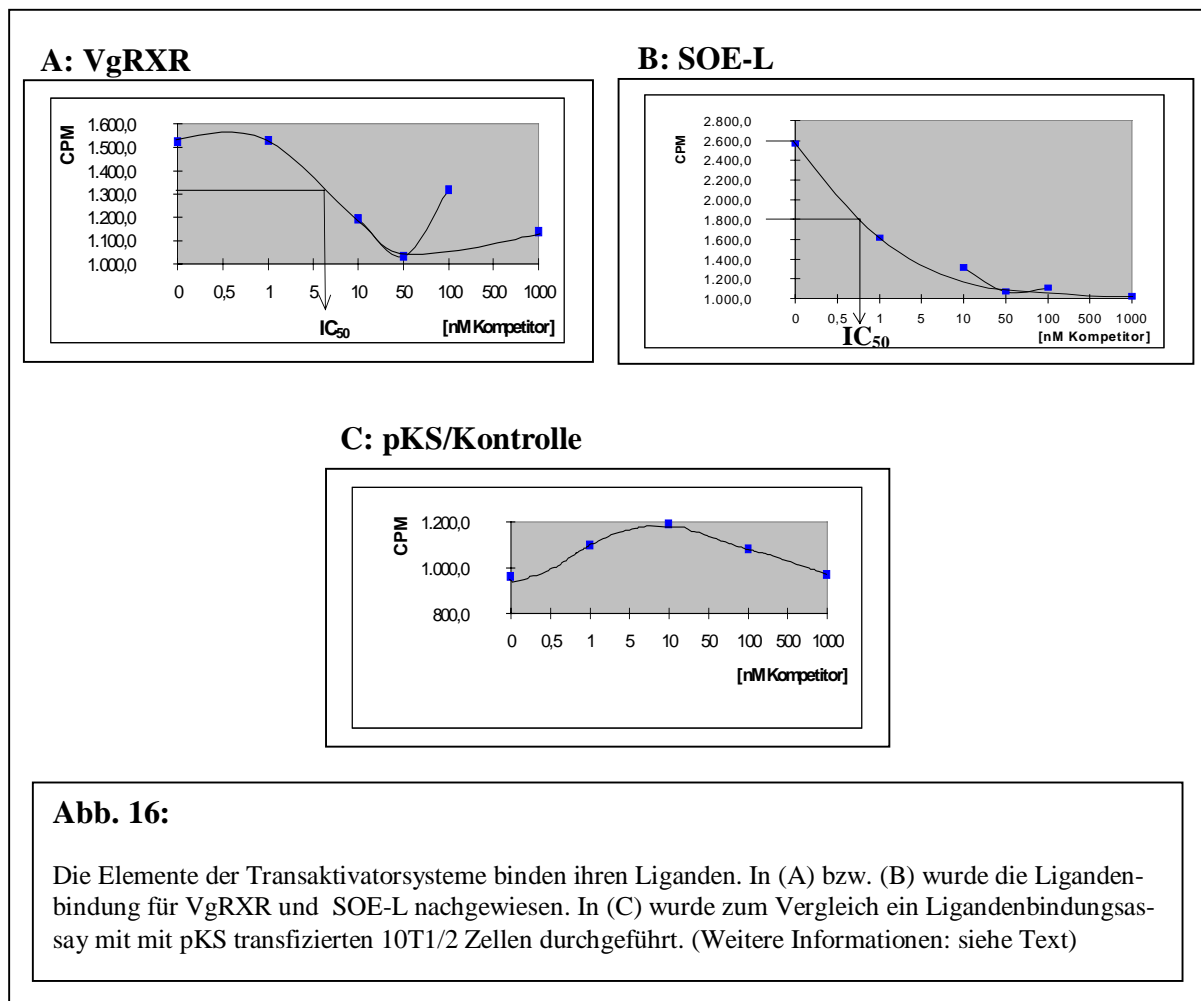 A: VgRXR
CPM
1.600,0
1.500,0
1.400,0
1.300,0
1.200,0
1.100,0
1.000,0
0 0,5 1 5 10 50 100 500 1000
IC50
[nM Kompetitor]
B: SOE-L
CPM
2.800,0
2.600,0
2.400,0
2.200,0
2.000,0
1.800,0
1.600,0
1.400,0
1.200,0
1.000,0
0 0,5 1 5 10 50 100 500 1000
IC50
[nM Kompetitor]
C: pKS/Kontrolle
CPM
1.200,0
1.000,0
800,0
0 0,5 1 5 10 50 100 500 1000
[nM Kompetitor]
Abb. 16:
Die Elemente der Transaktivatorsysteme binden ihren Liganden. In (A) bzw. (B) wurde die Liganden-
bindung für VgRXR und SOE-L nachgewiesen. In (C) wurde zum Vergleich ein Ligandenbindungsas-
say mit mit pKS transfizierten 10T1/2 Zellen durchgeführt. (Weitere Informationen: siehe Text)